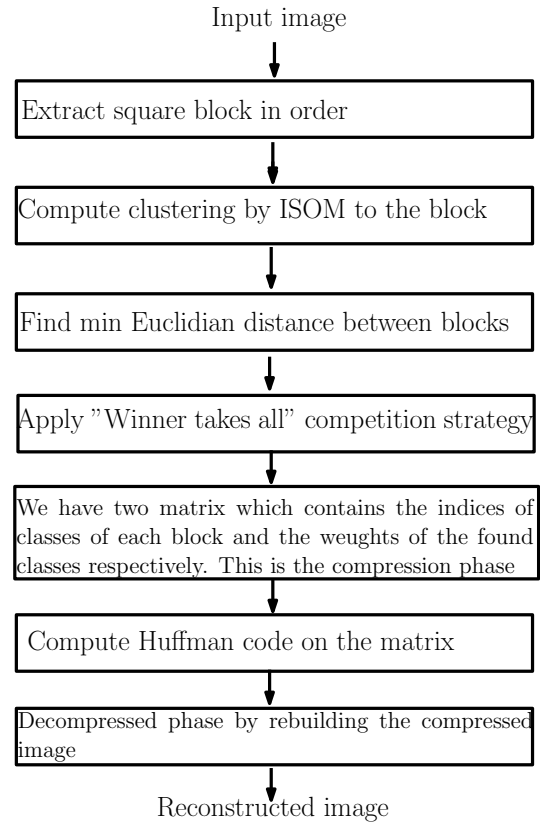 Input image
Extract square block in order
Compute clustering by ISOM to the block
Find min Euclidian distance between blocks
Apply ”Winner takes all” competition strategy
We have two matrix which contains the indices of
classes of each block and the weughts of the found
classes respectively. This is the compression phase
Compute Huffman code on the matrix
Decompressed phase by rebuilding the compressed
image
Reconstructed image